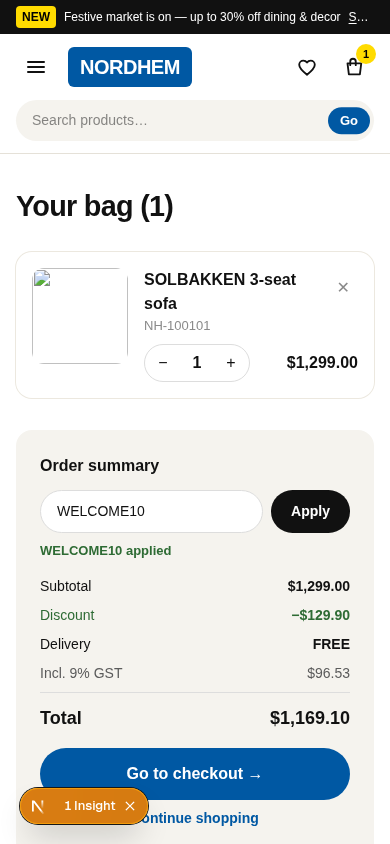 NEW Festive market is on — up to 30% off dining & decor S…
NORDHEM
1
Search products…
Go
Your bag (1)
SOLBAKKEN 3-seat
sofa
×
NH-100101
− 1 + $1,299.00
Order summary
WELCOME10
Apply
WELCOME10 applied
Subtotal $1,299.00
Discount −$129.90
Delivery FREE
Incl. 9% GST $96.53
Total $1,169.10
Go to checkout →
ontinue shopping
N 1 Insight ×